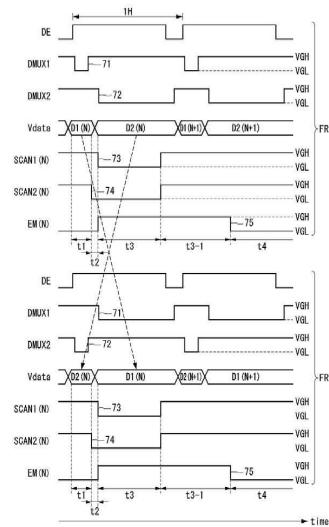 1H
DE
DMUX1 71 VGH
VGL
DMUX2 72
Vdata D1(N) D2(N) D1(N+1) D2(N+1) FR
SCAN1(N) 73 VGH
VGL
SCAN2(N) 74 VGH
VGL
EM(N) 75 VGH
VGL
t1 t2 t3 t3-1 t4
DE
DMUX1 71 VGH
VGL
DMUX2 72 VGH
VGL
Vdata D2(N) D1(N) D2(N+1) D1(N+1) FR
SCAN1(N) 73 VGH
VGL
SCAN2(N) 74 VGH
VGL
EM(N) 75 VGH
VGL
t1 t2 t3 t3-1 t4
time